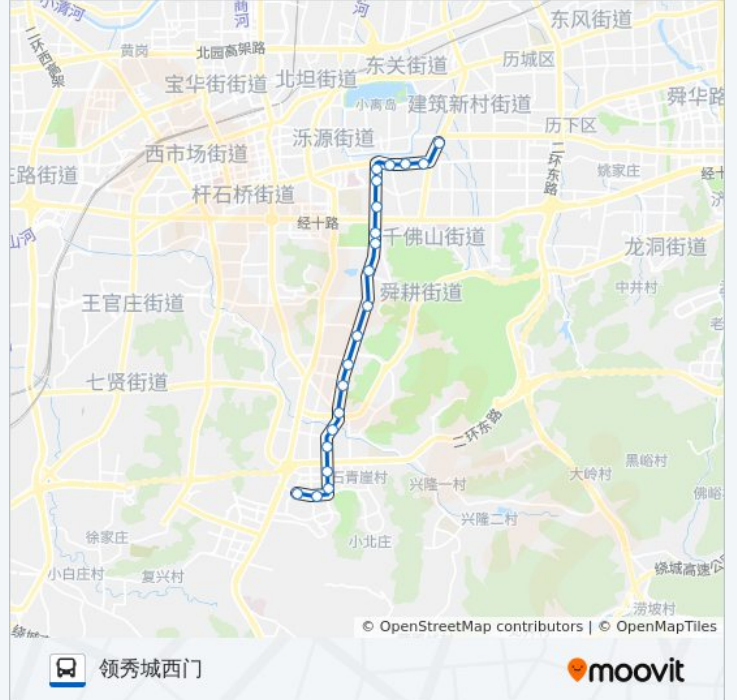 小清河
商河
河
东风街道
二环西高架
黄岗
北园高架路
东关街道
历城区
宝华街街道
北坦街道
小离岛
建筑新村街道
舜华路
历下区
泺源街道
西市场街道
二环东路
姚家庄
经十
杆石桥街道
经十路
千佛山街道
龙洞街道
舜耕街道
中井村
王官庄街道
七贤街道
二环东路
黑峪村
大岭村
石青崖村
兴隆一村
佛峪
兴隆二村
徐家庄
小北庄
小白庄村
复兴村
绕城高速公
涝坡村
绕城
© OpenStreetMap contributors | © OpenMapTiles
领秀城西门
moovit